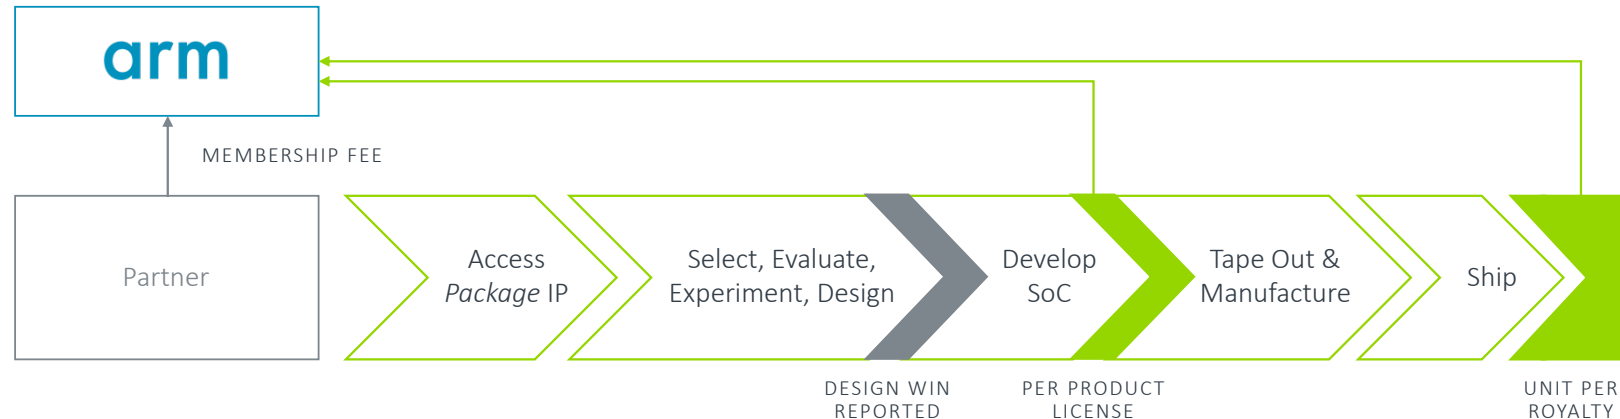 arm
MEMBERSHIP FEE
Partner
Access
Package IP
Select, Evaluate,
Experiment, Design
Develop
SoC
Tape Out &
Manufacture
Ship
DESIGN WIN
REPORTED
PER PRODUCT
LICENSE
UNIT PER
ROYALTY